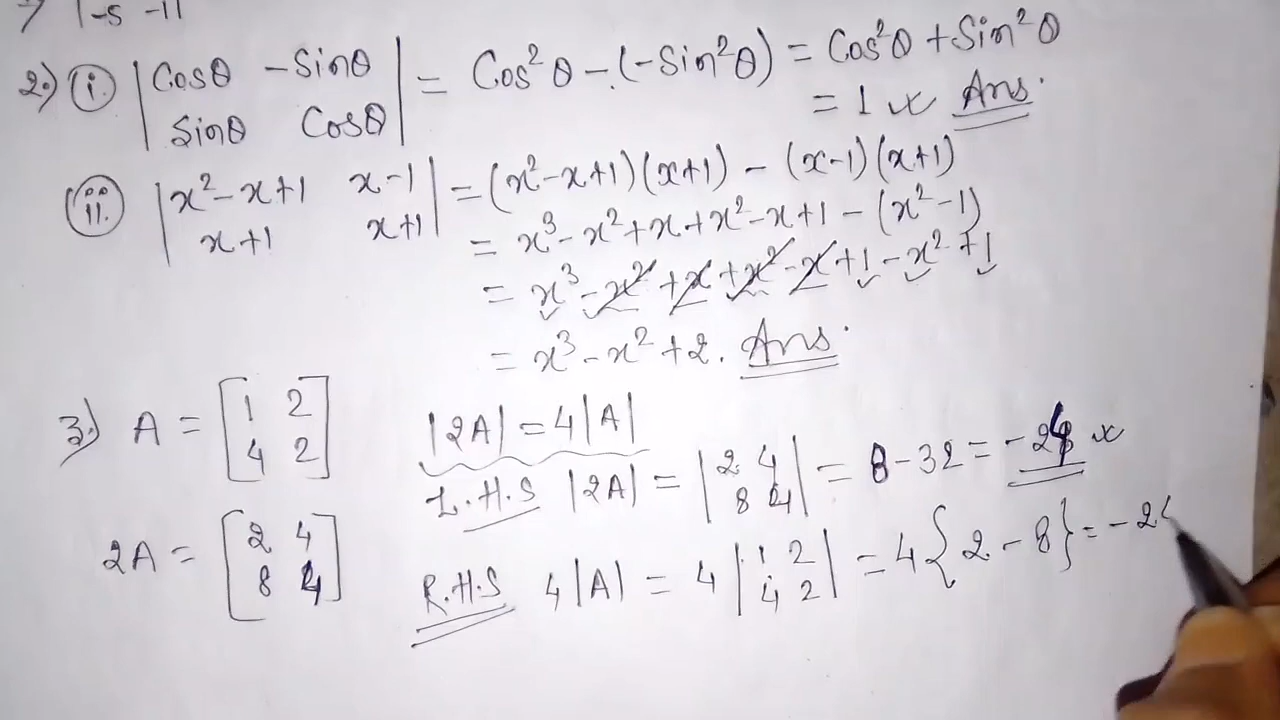 |-5 -1|
2.) (i.) |Cosθ -Sinθ| = Cos²θ - (-Sin²θ) = Cos²θ + Sin²θ
|Sinθ Cosθ| = 1 Ans.
(ii.) |x²-x+1 x-1| = (x²-x+1)(x+1) - (x-1)(x+1)
|x+1 x+1| = x³-x²+x+x²-x+1-(x²-1)
= x³-x²+x+x²-x+1-x²+1
= x³-x²+2. Ans.
3.) A = [1 2
4 2]
|2A| = 4|A|
L.H.S |2A| = |2 4
8 4| = 8-32 = -24
2A = [2 4
8 4]
R.H.S 4|A| = 4|1 2
4 2| = 4{2-8} = -2